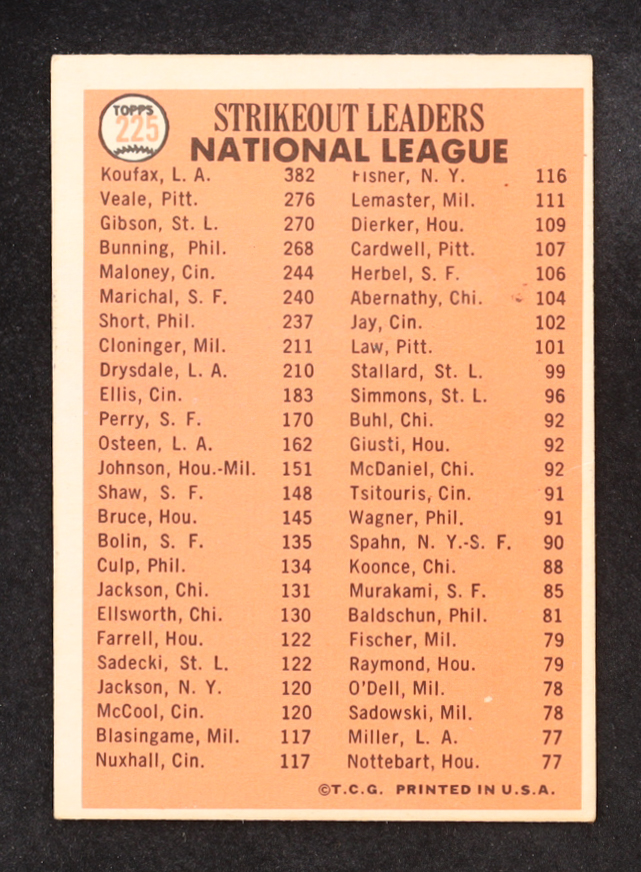 TOPPS
225
STRIKEOUT LEADERS
NATIONAL LEAGUE
Koufax, L. A. 382
Veale, Pitt. 276
Gibson, St. L. 270
Bunning, Phil. 268
Maloney, Cin. 244
Marichal, S. F. 240
Short, Phil. 237
Cloninger, Mil. 211
Drysdale, L. A. 210
Ellis, Cin. 183
Perry, S. F. 170
Osteen, L. A. 162
Johnson, Hou.-Mil. 151
Shaw, S. F. 148
Bruce, Hou. 145
Bolin, S. F. 135
Culp, Phil. 134
Jackson, Chi. 131
Ellsworth, Chi. 130
Farrell, Hou. 122
Sadecki, St. L. 122
Jackson, N. Y. 120
McCool, Cin. 120
Blasingame, Mil. 117
Nuxhall, Cin. 117
Fisher, N. Y. 116
Lemaster, Mil. 111
Dierker, Hou. 109
Cardwell, Pitt. 107
Herbel, S. F. 106
Abernathy, Chi. 104
Jay, Cin. 102
Law, Pitt. 101
Stallard, St. L. 99
Simmons, St. L. 96
Buhl, Chi. 92
Giusti, Hou. 92
McDaniel, Chi. 92
Tsitouris, Cin. 91
Wagner, Phil. 91
Spahn, N. Y.-S. F. 90
Koonce, Chi. 88
Murakami, S. F. 85
Baldschun, Phil. 81
Fischer, Mil. 79
Raymond, Hou. 79
O'Dell, Mil. 78
Sadowski, Mil. 78
Miller, L. A. 77
Nottebart, Hou. 77
©T.C.G. PRINTED IN U.S.A.